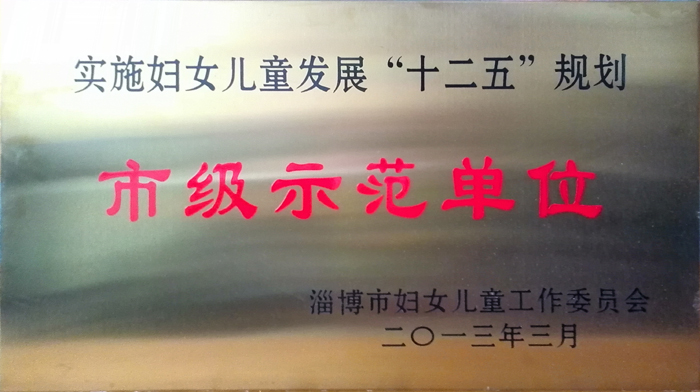 实施妇女儿童发展“十二五”规划
市级示范单位
淄博市妇女儿童工作委员会
二〇一三年三月